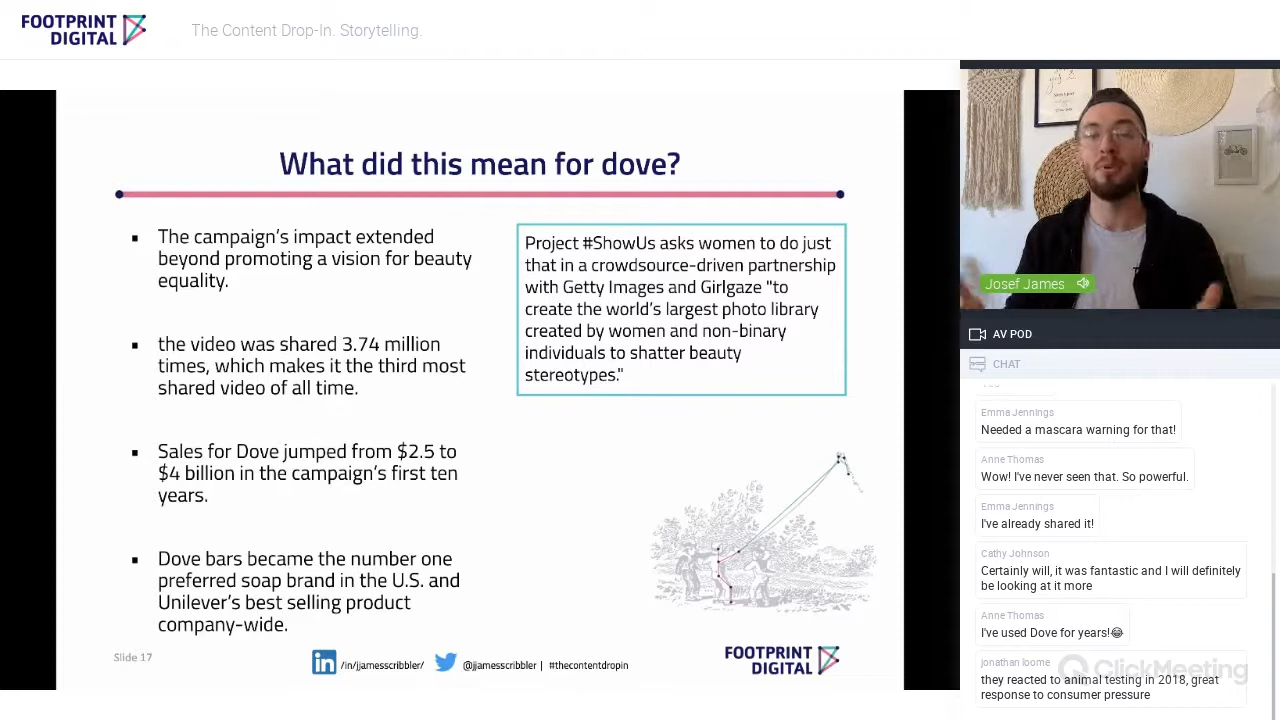 FOOTPRINT
DIGITAL
The Content Drop-In. Storytelling.
What did this mean for dove?
▪ The campaign's impact extended
beyond promoting a vision for beauty
equality.
▪ the video was shared 3.74 million
times, which makes it the third most
shared video of all time.
▪ Sales for Dove jumped from $2.5 to
$4 billion in the campaign's first ten
years.
▪ Dove bars became the number one
preferred soap brand in the U.S. and
Unilever's best selling product
company-wide.
Project #ShowUs asks women to do just
that in a crowdsource-driven partnership
with Getty Images and Girlgaze "to
create the world's largest photo library
created by women and non-binary
individuals to shatter beauty
stereotypes."
Slide 17
in /in/jjamesscribbler/
@jjamesscribbler | #thecontentdropin
FOOTPRINT
DIGITAL
Josef James
AV POD
CHAT
Emma Jennings
Needed a mascara warning for that!
Anne Thomas
Wow! I've never seen that. So powerful.
Emma Jennings
I've already shared it!
Cathy Johnson
Certainly will, it was fantastic and I will definitely
be looking at it more
Anne Thomas
I've used Dove for years!😂
jonathan loome
they reacted to animal testing in 2018, great
response to consumer pressure
ClickMeeting